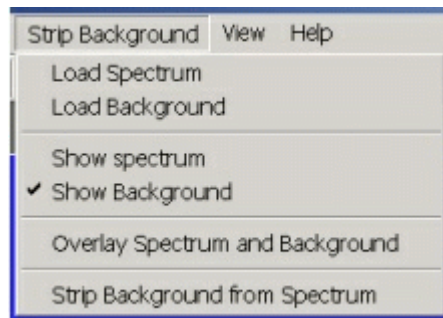 Strip Background View Help
Load Spectrum
Load Background
Show spectrum
Show Background
Overlay Spectrum and Background
Strip Background from Spectrum